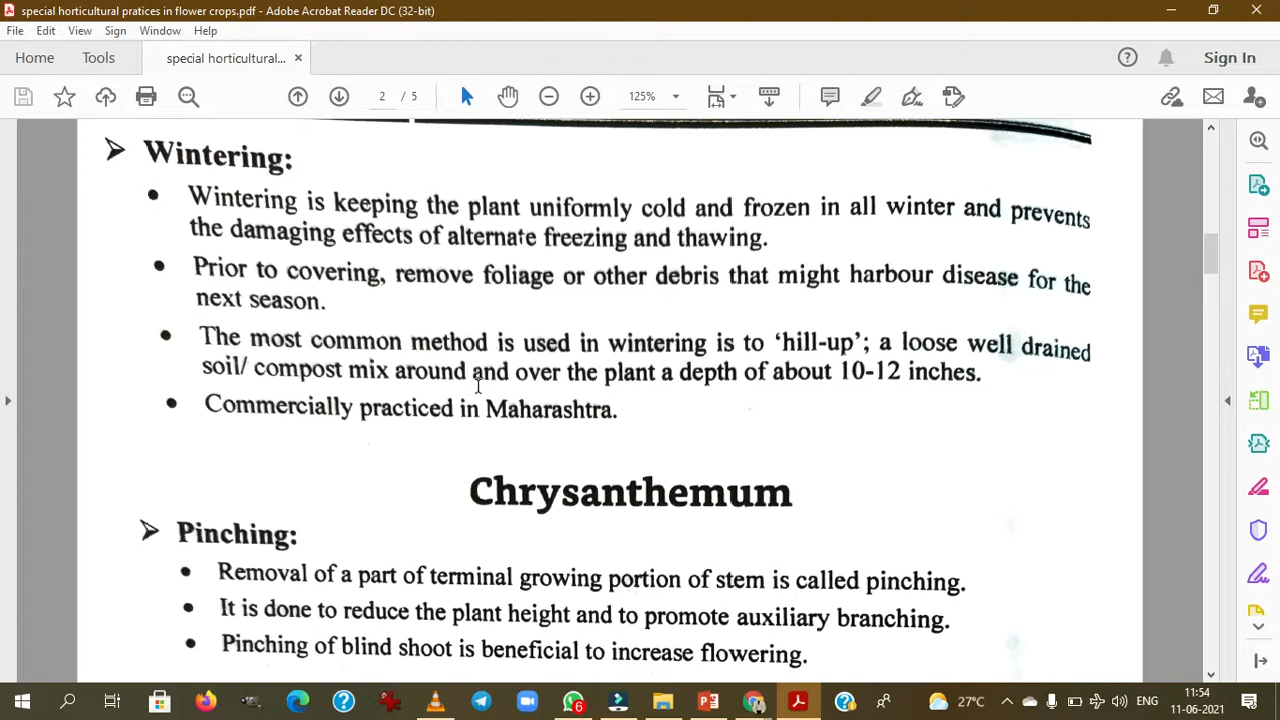 special horticultural pratices in flower crops.pdf - Adobe Acrobat Reader DC (32-bit)
File Edit View Sign Window Help
Home Tools special horticultural... × Sign In
2 / 5 125%
➤ Wintering:
• Wintering is keeping the plant uniformly cold and frozen in all winter and prevents
the damaging effects of alternate freezing and thawing.
• Prior to covering, remove foliage or other debris that might harbour disease for the
next season.
• The most common method is used in wintering is to ‘hill-up’; a loose well drained
soil/ compost mix around and over the plant a depth of about 10-12 inches.
• Commercially practiced in Maharashtra.
Chrysanthemum
➤ Pinching:
• Removal of a part of terminal growing portion of stem is called pinching.
• It is done to reduce the plant height and to promote auxiliary branching.
• Pinching of blind shoot is beneficial to increase flowering.
6 27°C ENG 11:54
11-06-2021